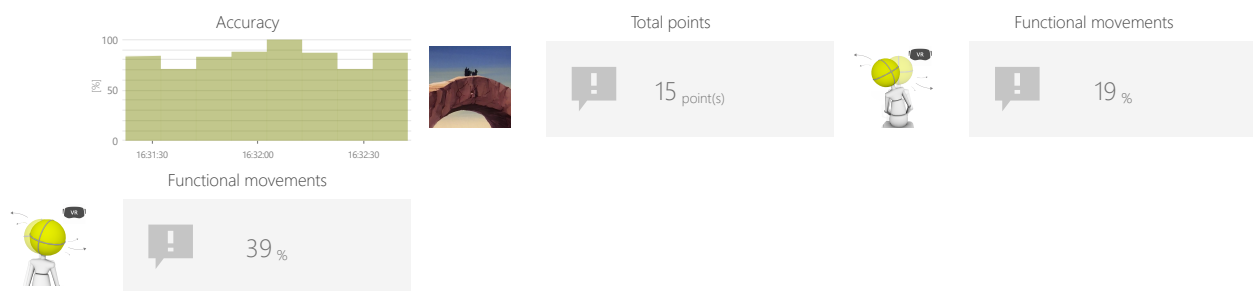 Accuracy
100
[%]
50
0
16:31:30
16:32:00
16:32:30
Total points
15 point(s)
Functional movements
VR
19 %
Functional movements
VR
39 %